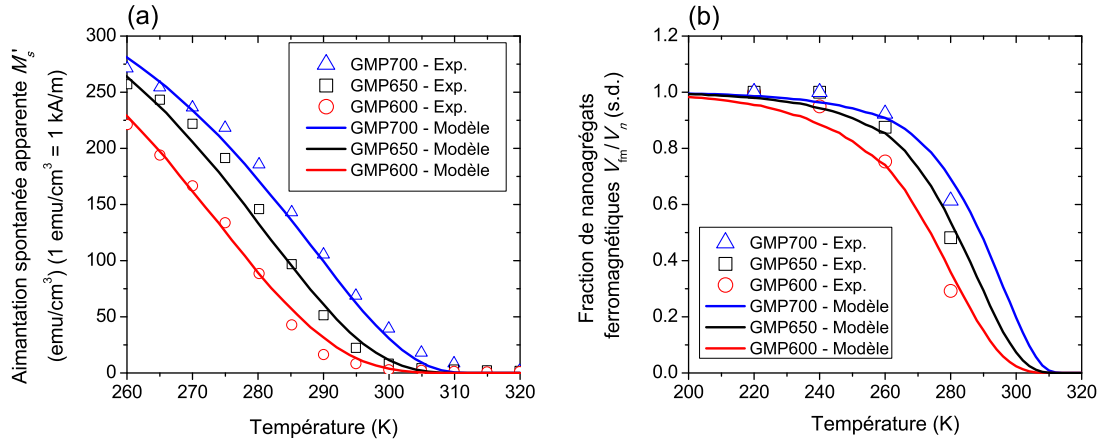 (a)
Aimantation spontanée apparente M's
(emu/cm³) (1 emu/cm³ = 1 kA/m)
300
250
200
150
100
50
0
GMP700 - Exp.
GMP650 - Exp.
GMP600 - Exp.
GMP700 - Modèle
GMP650 - Modèle
GMP600 - Modèle
260 270 280 290 300 310 320
Température (K)
(b)
Fraction de nanoagrégats
ferromagnétiques Vfm/Vn (s.d.)
1.2
1.0
0.8
0.6
0.4
0.2
0.0
GMP700 - Exp.
GMP650 - Exp.
GMP600 - Exp.
GMP700 - Modèle
GMP650 - Modèle
GMP600 - Modèle
200 220 240 260 280 300 320
Température (K)